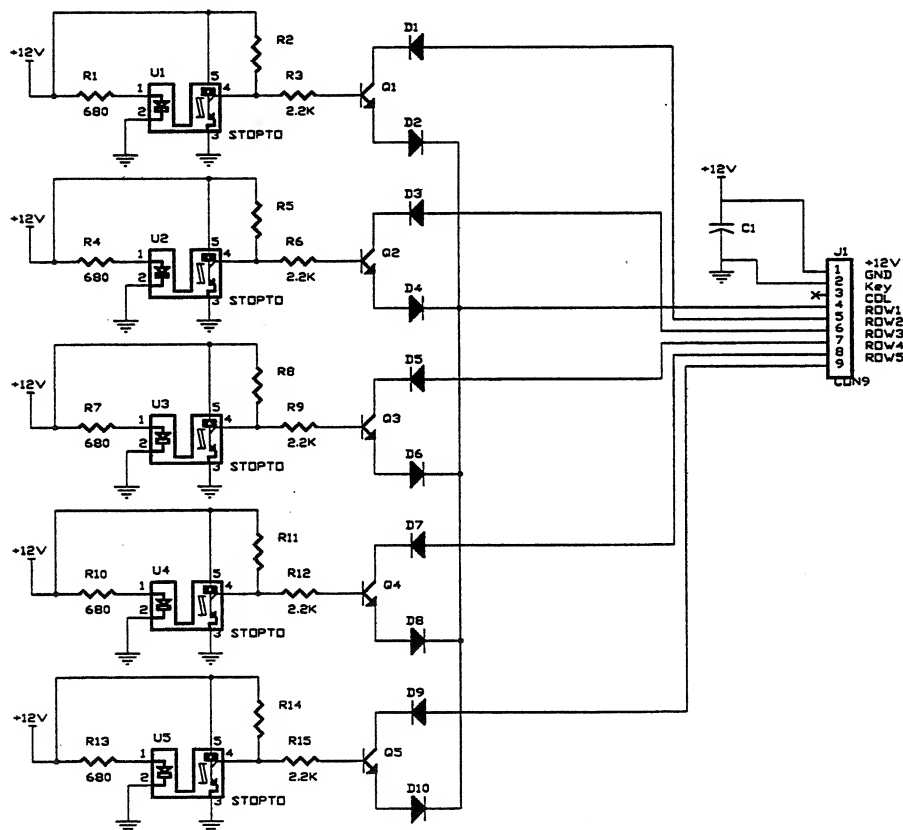 +12V
R1
680
U1
1
2
5
4
3
STOPTO
R2
R3
2.2K
Q1
D1
D2
+12V
R4
680
U2
1
2
5
4
3
STOPTO
R5
R6
2.2K
Q2
D3
D4
+12V
R7
680
U3
1
2
5
4
3
STOPTO
R8
R9
2.2K
Q3
D5
D6
+12V
R10
680
U4
1
2
5
4
3
STOPTO
R11
R12
2.2K
Q4
D7
D8
+12V
R13
680
U5
1
2
5
4
3
STOPTO
R14
R15
2.2K
Q5
D9
D10
+12V
C1
J1
1
2
3
4
5
6
7
8
9
+12V
GND
Key
COL
ROW1
ROW2
ROW3
ROW4
ROW5
CON9